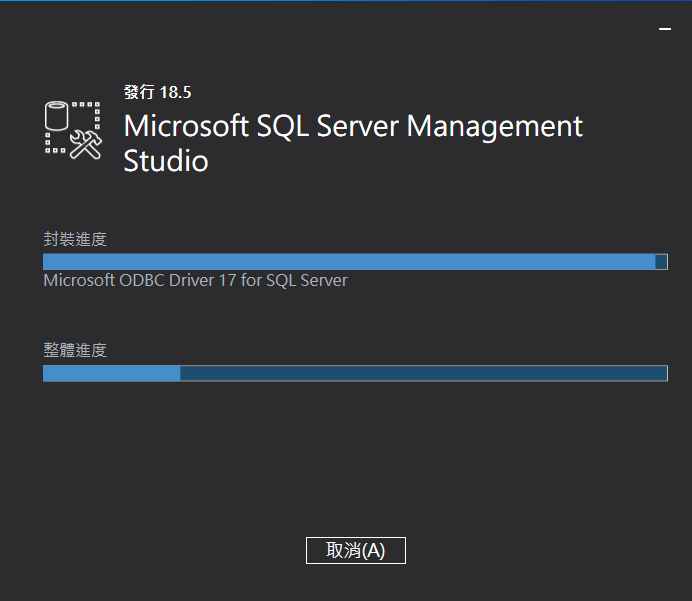 發行 18.5
Microsoft SQL Server Management
Studio
封裝進度
Microsoft ODBC Driver 17 for SQL Server
整體進度
取消(A)